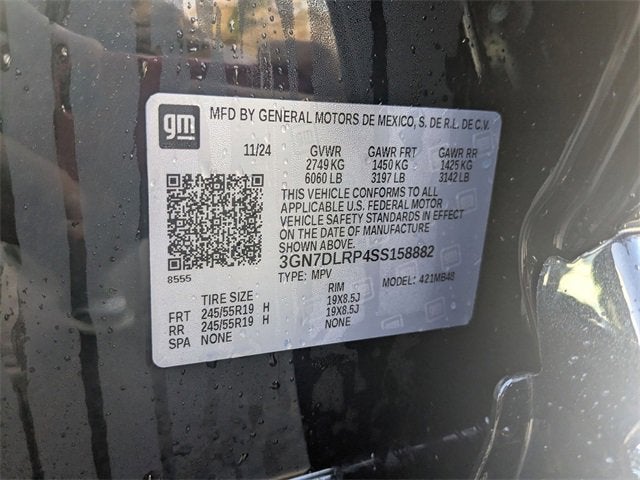 gm
MFD BY GENERAL MOTORS DE MEXICO, S. DE R.L. DE C.V.
11/24 GVWR GAWR FRT GAWR RR
2749 KG 1450 KG 1425 KG
6060 LB 3197 LB 3142 LB
THIS VEHICLE CONFORMS TO ALL
APPLICABLE U.S. FEDERAL MOTOR
VEHICLE SAFETY STANDARDS IN EFFECT
ON THE DATE OF MANUFACTURE
SHOWN ABOVE.
3GN7DLRP4SS158882
8555
TYPE: MPV MODEL: 421MB48
TIRE SIZE RIM
FRT 245/55R19 H 19X8.5J
RR 245/55R19 H 19X8.5J
SPA NONE NONE